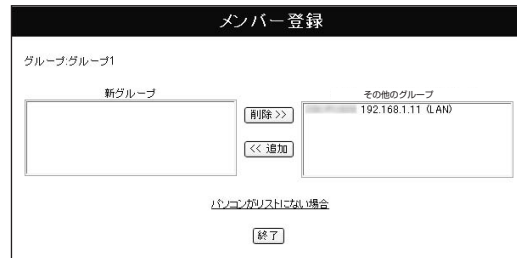 メンバー登録
グループ:グループ1
新グループ
その他のグループ
192.168.1.11 (LAN)
削除 >>
<< 追加
パソコンがリストにない場合
終了